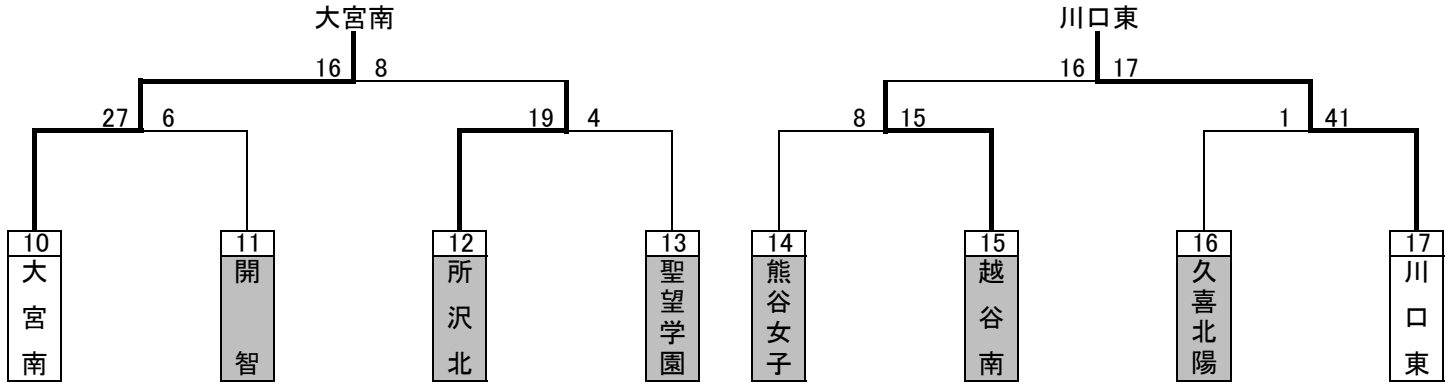 大宮南 川口東
16 8 16 17
27 6 19 4 8 15 1 41
10 11 12 13 14 15 16 17
大宮南 開智 所沢北 聖望学園 熊谷女子 越谷南 久喜北陽 川口東